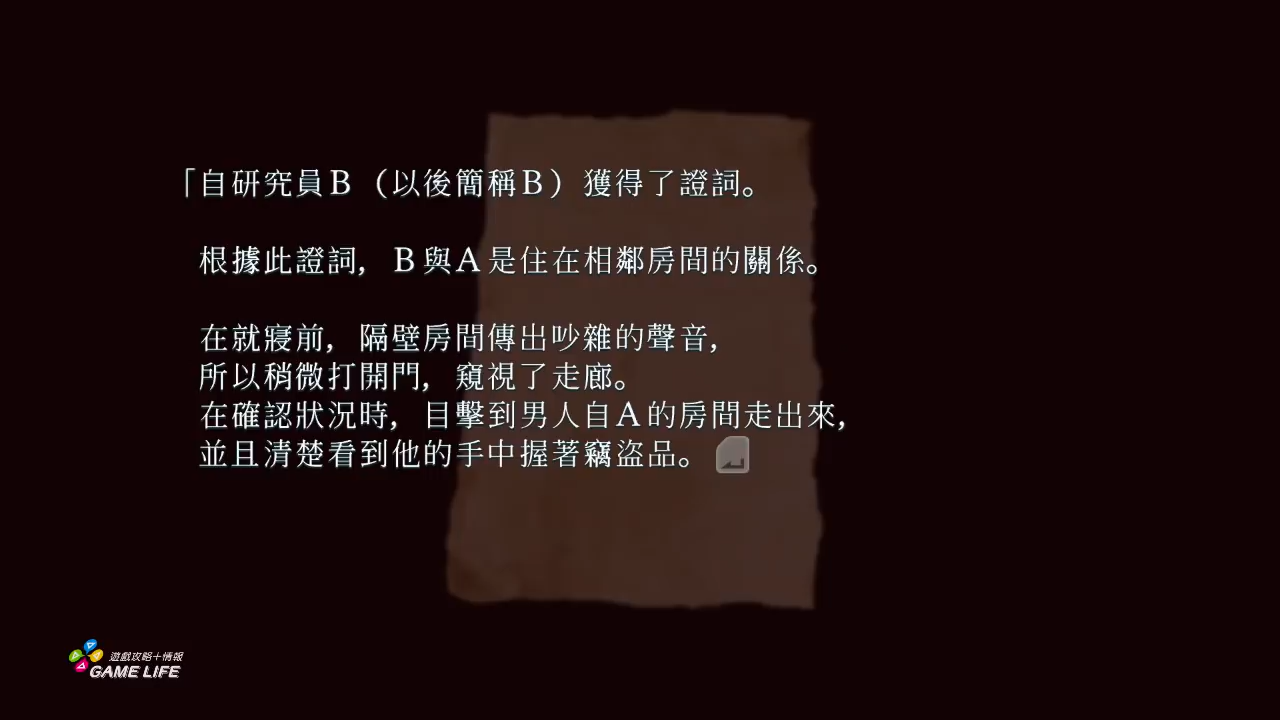 「自研究員B（以後簡稱B）獲得了證詞。
根據此證詞，B與A是住在相鄰房間的關係。
在就寢前，隔壁房間傳出吵雜的聲音，
所以稍微打開門，窺視了走廊。
在確認狀況時，目擊到男人自A的房間走出來，
並且清楚看到他的手中握著竊盜品。
遊戲攻略＋情報
GAME LIFE